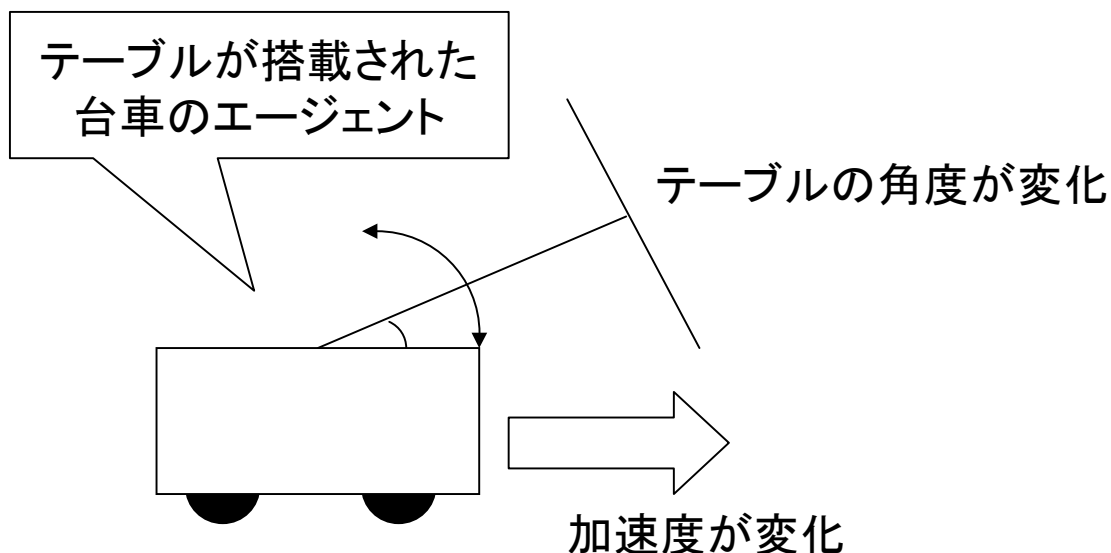 テーブルが搭載された
台車のエージェント
テーブルの角度が変化
加速度が変化